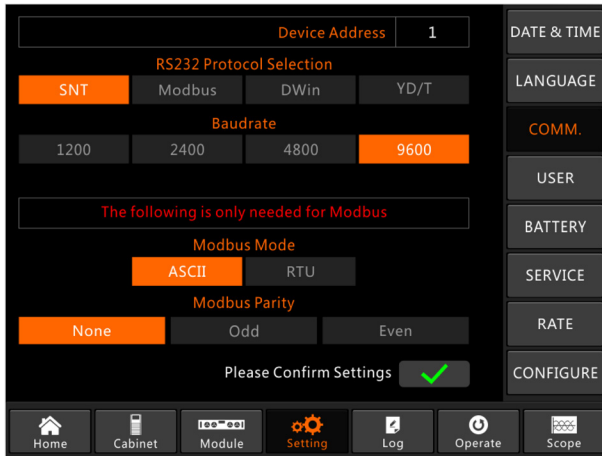 Device Address 1
RS232 Protocol Selection
SNT Modbus DWin YD/T
Baudrate
1200 2400 4800 9600
The following is only needed for Modbus
Modbus Mode
ASCII RTU
Modbus Parity
None Odd Even
Please Confirm Settings
DATE & TIME
LANGUAGE
COMM.
USER
BATTERY
SERVICE
RATE
CONFIGURE
Home Cabinet Module Setting Log Operate Scope